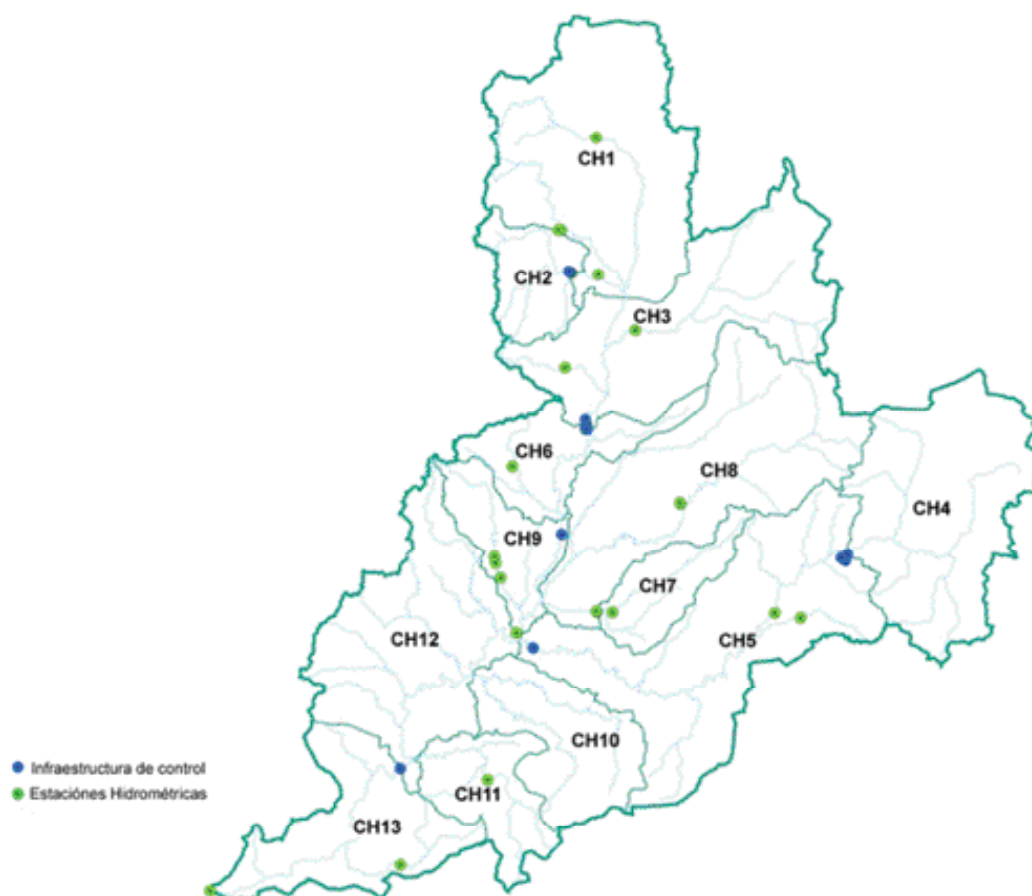 CH1
CH2
CH3
CH6
CH8
CH4
CH9
CH7
CH12
CH5
CH10
Infraestructura de control
Estaciónes Hidrométricas
CH11
CH13